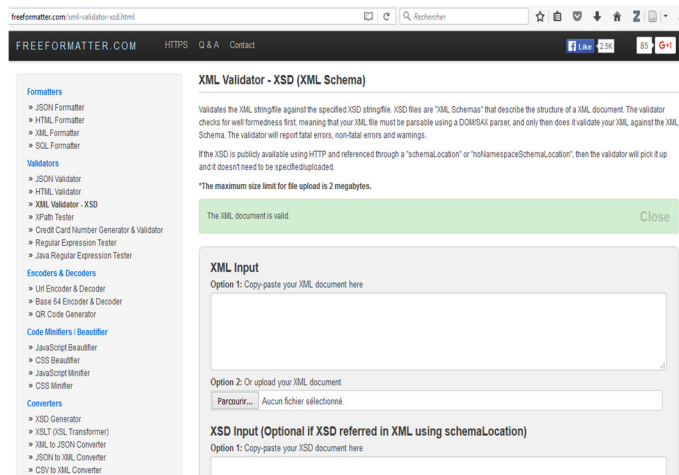 freeformatter.com/xml-validator-xsd.html
Rechercher
FREEFORMATTER.COM
HTTPS Q & A Contact
Like 2.5K
85 G+1
Formatters
» JSON Formatter
» HTML Formatter
» XML Formatter
» SQL Formatter
Validators
» JSON Validator
» HTML Validator
» XML Validator - XSD
» XPath Tester
» Credit Card Number Generator & Validator
» Regular Expression Tester
» Java Regular Expression Tester
Encoders & Decoders
» Url Encoder & Decoder
» Base 64 Encoder & Decoder
» QR Code Generator
Code Minifiers / Beautifier
» JavaScript Beautifier
» CSS Beautifier
» JavaScript Minifier
» CSS Minifier
Converters
» XSD Generator
» XSLT (XSL Transformer)
» XML to JSON Converter
» JSON to XML Converter
» CSV to XML Converter
XML Validator - XSD (XML Schema)
Validates the XML string/file against the specified XSD string/file. XSD files are "XML Schemas" that describe the structure of a XML document. The validator
checks for well formedness first, meaning that your XML file must be parsable using a DOM/SAX parser, and only then does it validate your XML against the XML
Schema. The validator will report fatal errors, non-fatal errors and warnings.
If the XSD is publicly available using HTTP and referenced through a "schemaLocation" or "noNamespaceSchemaLocation", then the validator will pick it up
and it doesn't need to be specified/uploaded.
*The maximum size limit for file upload is 2 megabytes.
The XML document is valid. Close
XML Input
Option 1: Copy-paste your XML document here
Option 2: Or upload your XML document
Parcourir... Aucun fichier sélectionné.
XSD Input (Optional if XSD referred in XML using schemaLocation)
Option 1: Copy-paste your XSD document here